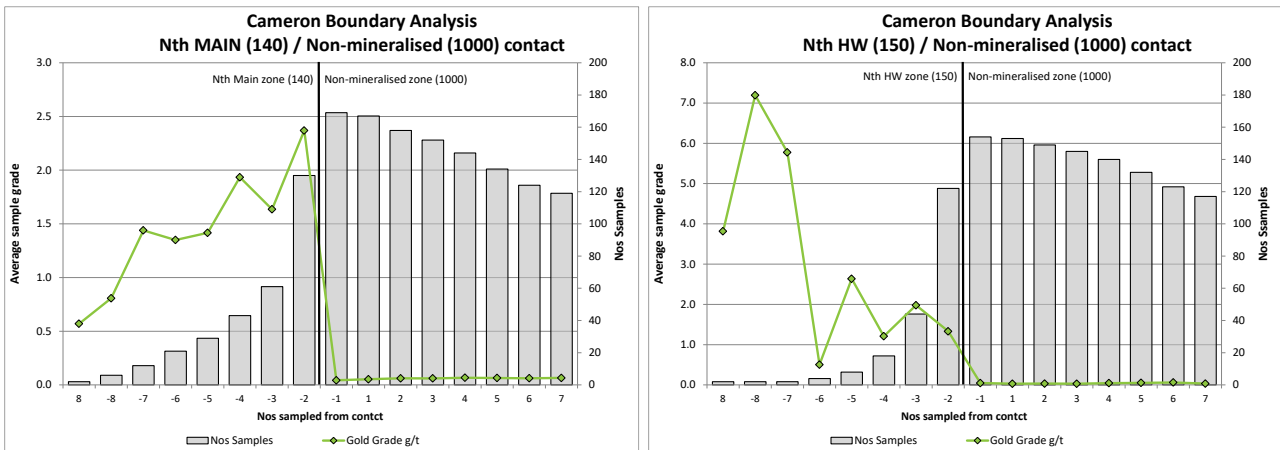 Cameron Boundary Analysis
Nth MAIN (140) / Non-mineralised (1000) contact
3.0
2.5
2.0
1.5
1.0
0.5
0.0
Average sample grade
Nth Main zone (140)
Non-mineralised zone (1000)
200
180
160
140
120
100
80
60
40
20
0
Nos Ssamples
8 -8 -7 -6 -5 -4 -3 -2 -1 1 2 3 4 5 6 7
Nos sampled from contct
Nos Samples
Gold Grade g/t
Cameron Boundary Analysis
Nth HW (150) / Non-mineralised (1000) contact
8.0
7.0
6.0
5.0
4.0
3.0
2.0
1.0
0.0
Average sample grade
Nth HW zone (150)
Non-mineralised zone (1000)
200
180
160
140
120
100
80
60
40
20
0
Nos Ssamples
8 -8 -7 -6 -5 -4 -3 -2 -1 1 2 3 4 5 6 7
Nos sampled from contct
Nos Samples
Gold Grade g/t